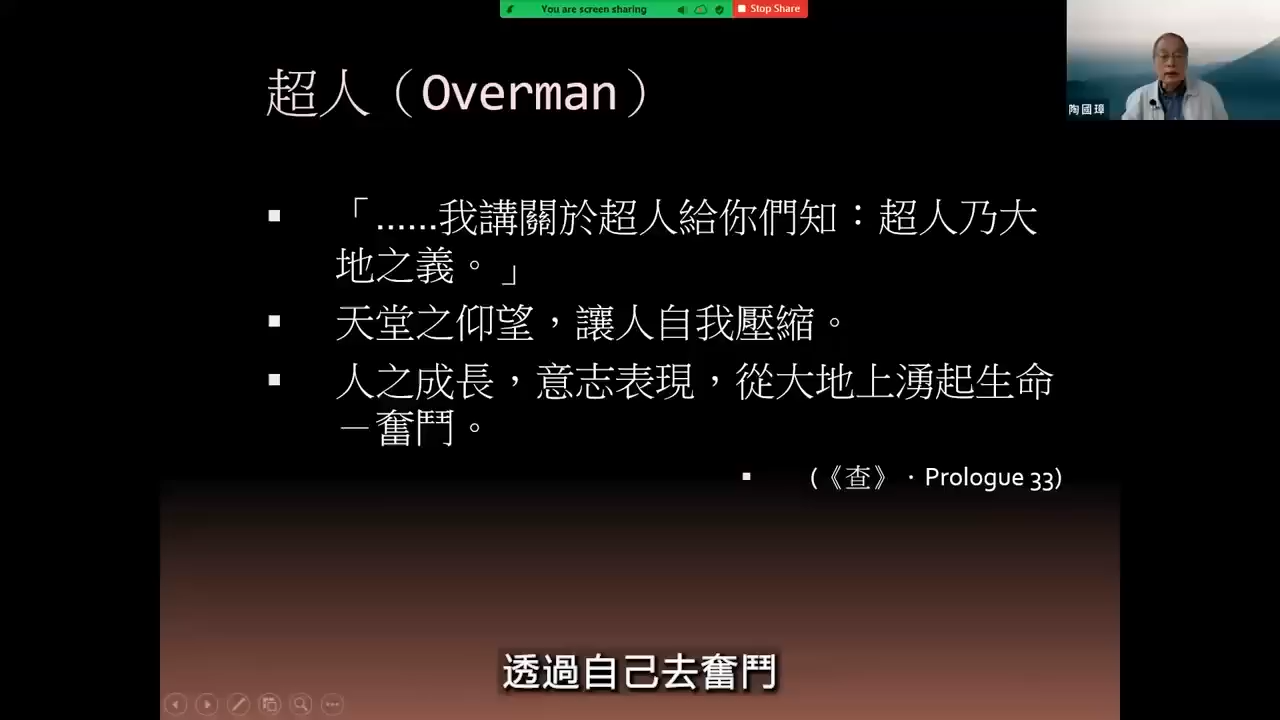 You are screen sharing
Stop Share
陶國璋
超人（Overman）
「……我講關於超人給你們知：超人乃大
地之義。」
天堂之仰望，讓人自我壓縮。
人之成長，意志表現，從大地上湧起生命
－奮鬥。
(《查》．Prologue 33)
透過自己去奮鬥